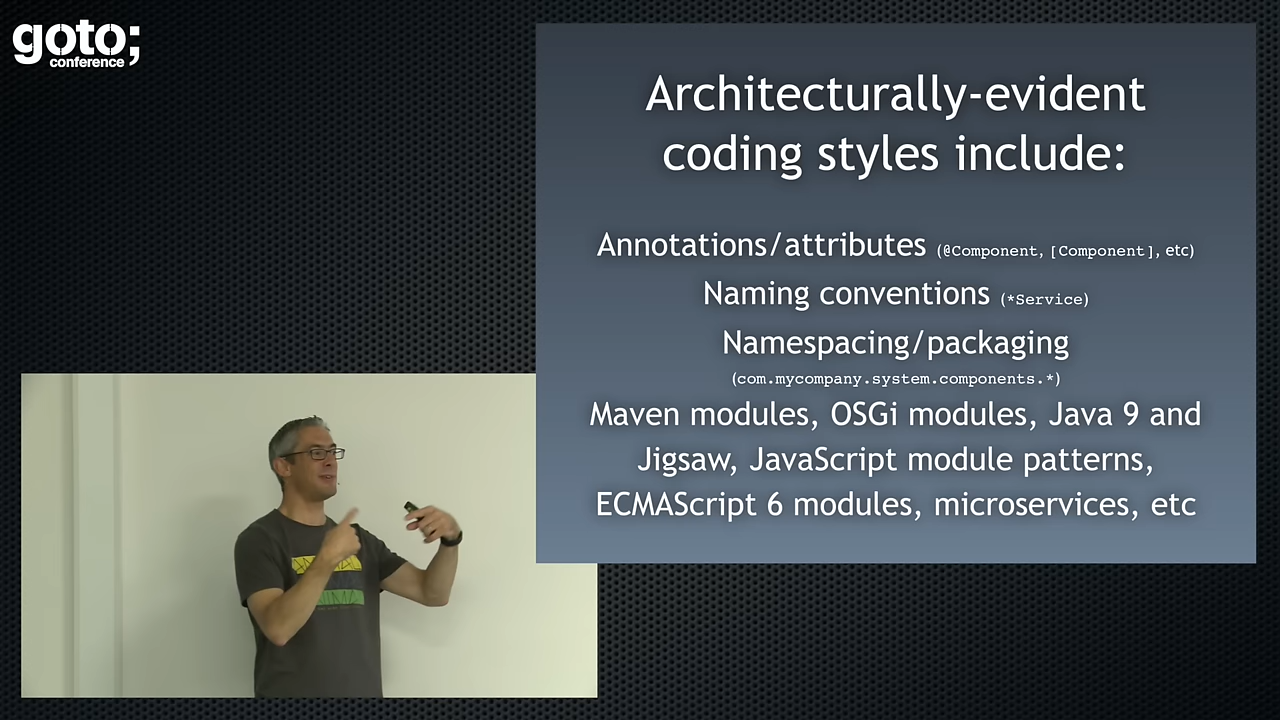 goto;
conference
Architecturally-evident
coding styles include:
Annotations/attributes (@Component, [Component], etc)
Naming conventions (*Service)
Namespacing/packaging
(com.mycompany.system.components.*)
Maven modules, OSGi modules, Java 9 and
Jigsaw, JavaScript module patterns,
ECMAScript 6 modules, microservices, etc